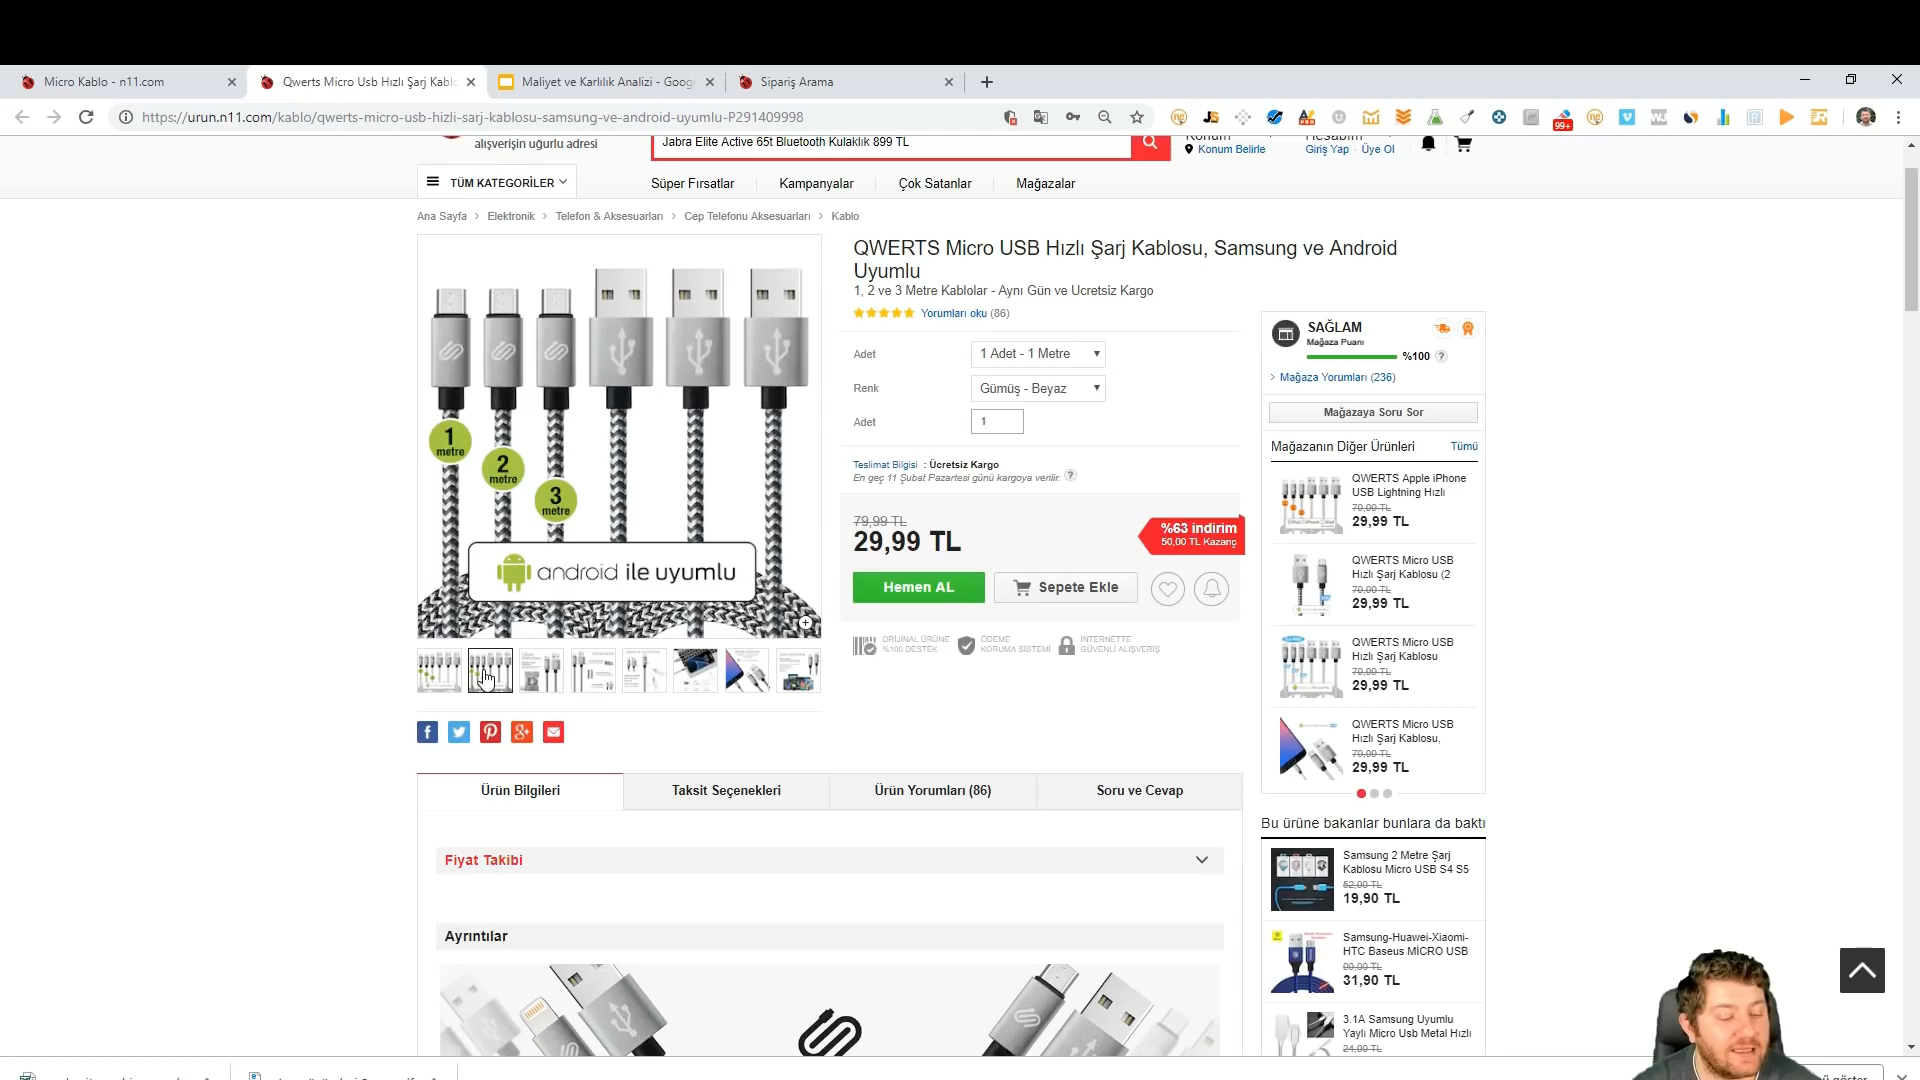 Micro Kablo - n11.com
Qwerts Micro Usb Hızlı Şarj Kablo
Maliyet ve Karlılık Analizi - Goog
Sipariş Arama
https://urun.n11.com/kablo/qwerts-micro-usb-hizli-sarj-kablosu-samsung-ve-android-uyumlu-P291409998
99+
alışverişin uğurlu adresi
Jabra Elite Active 65t Bluetooth Kulaklık 899 TL
Konum
Konum Belirle
Hesabım
Giriş Yap · Üye Ol
TÜM KATEGORİLER
Süper Fırsatlar
Kampanyalar
Çok Satanlar
Mağazalar
Ana Sayfa > Elektronik > Telefon & Aksesuarları > Cep Telefonu Aksesuarları > Kablo
1
metre
2
metre
3
metre
android ile uyumlu
QWERTS Micro USB Hızlı Şarj Kablosu, Samsung ve Android
Uyumlu
1, 2 ve 3 Metre Kablolar - Aynı Gün ve Ucretsiz Kargo
Yorumları oku (86)
Adet
1 Adet - 1 Metre
Renk
Gümüş - Beyaz
Adet
1
Teslimat Bilgisi : Ücretsiz Kargo
En geç 11 Şubat Pazartesi günü kargoya verilir. ?
79,99 TL
29,99 TL
%63 indirim
50,00 TL Kazanç
Hemen AL
Sepete Ekle
ORİJİNAL ÜRÜNE
%100 DESTEK
ÖDEME
KORUMA SİSTEMİ
İNTERNETTE
GÜVENLİ ALIŞVERİŞ
SAĞLAM
Mağaza Puanı
%100 ?
> Mağaza Yorumları (236)
Mağazaya Soru Sor
Mağazanın Diğer Ürünleri
Tümü
QWERTS Apple iPhone
USB Lightning Hızlı
79,99 TL
29,99 TL
QWERTS Micro USB
Hızlı Şarj Kablosu (2
79,99 TL
29,99 TL
QWERTS Micro USB
Hızlı Şarj Kablosu
79,99 TL
29,99 TL
QWERTS Micro USB
Hızlı Şarj Kablosu,
79,99 TL
29,99 TL
Ürün Bilgileri
Taksit Seçenekleri
Ürün Yorumları (86)
Soru ve Cevap
Fiyat Takibi
Ayrıntılar
Bu ürüne bakanlar bunlara da baktı
Samsung 2 Metre Şarj
Kablosu Micro USB S4 S5
52,00 TL
19,90 TL
Samsung-Huawei-Xiaomi-
HTC Baseus MİCRO USB
31,90 TL
3.1A Samsung Uyumlu
Yaylı Micro Usb Metal Hızlı
24,00 TL